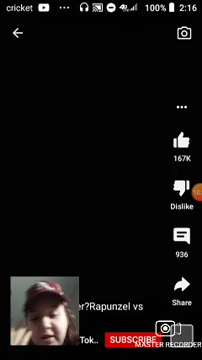 cricket ... 100% 2:16
167K
Dislike
936
Share
er?Rapunzel vs
Tok.. SUBSCRIBE
MASTER RECORDER